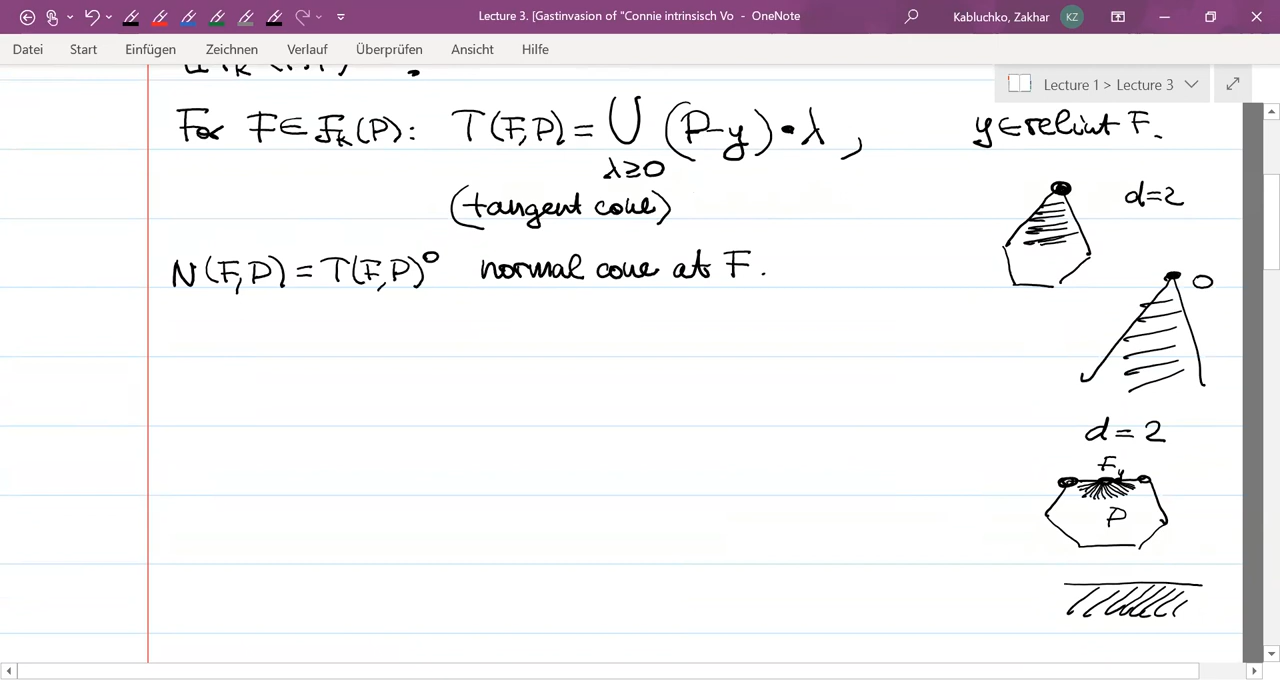 Lecture 3. [Gastinvasion of "Connie intrinsisch Vo - OneNote
Kabluchko, Zakhar KZ
Datei Start Einfügen Zeichnen Verlauf Überprüfen Ansicht Hilfe
Lecture 1 > Lecture 3
For F ∈ F_k(P): T(F,P) = ⋃_{λ≥0} (P-y)·λ, y ∈ relint F.
(tangent cone)
d=2
N(F,P) = T(F,P)° normal cone at F.
0
d = 2
F
y
P